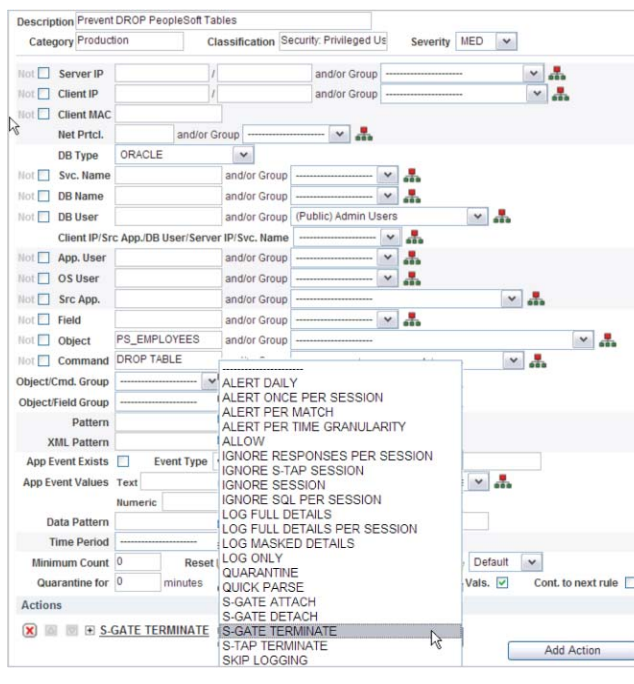 Description Prevent DROP PeopleSoft Tables
Category Production Classification Security: Privileged Us Severity MED
Not Server IP / and/or Group ----------------------
Not Client IP / and/or Group ----------------------
Not Client MAC
Net Prtcl. and/or Group ----------------------
DB Type ORACLE
Not Svc. Name and/or Group ----------------------
Not DB Name and/or Group ----------------------
Not DB User and/or Group (Public) Admin Users
Client IP/Src App./DB User/Server IP/Svc. Name ----------------------
Not App. User and/or Group ----------------------
Not OS User and/or Group ----------------------
Not Src App. and/or Group ----------------------
Not Field and/or Group ----------------------
Not Object PS_EMPLOYEES and/or Group ----------------------
Not Command DROP TABLE
Object/Cmd. Group ----------------------
Object/Field Group ----------------------
Pattern
XML Pattern
App Event Exists Event Type
App Event Values Text
Numeric
Data Pattern
Time Period ----------------------
Minimum Count 0 Reset Default
Quarantine for 0 minutes Vals. Cont. to next rule
----------------------
ALERT DAILY
ALERT ONCE PER SESSION
ALERT PER MATCH
ALERT PER TIME GRANULARITY
ALLOW
IGNORE RESPONSES PER SESSION
IGNORE S-TAP SESSION
IGNORE SESSION
IGNORE SQL PER SESSION
LOG FULL DETAILS
LOG FULL DETAILS PER SESSION
LOG MASKED DETAILS
LOG ONLY
QUARANTINE
QUICK PARSE
S-GATE ATTACH
S-GATE DETACH
S-GATE TERMINATE
S-TAP TERMINATE
SKIP LOGGING
Actions
S-GATE TERMINATE
Add Action